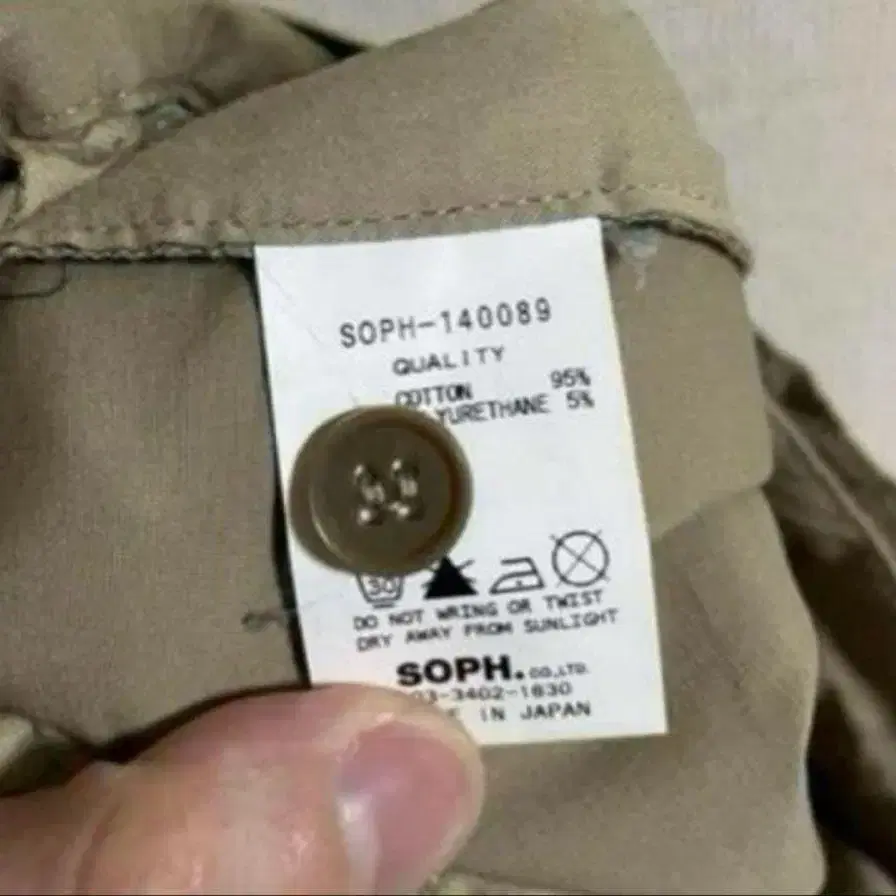 SOPH-140089
QUALITY
COTTON 95%
YURETHANE 5%
30
DO NOT WRING OR TWIST
DRY AWAY FROM SUNLIGHT
SOPH. CO.,LTD.
03-3402-1830
E IN JAPAN